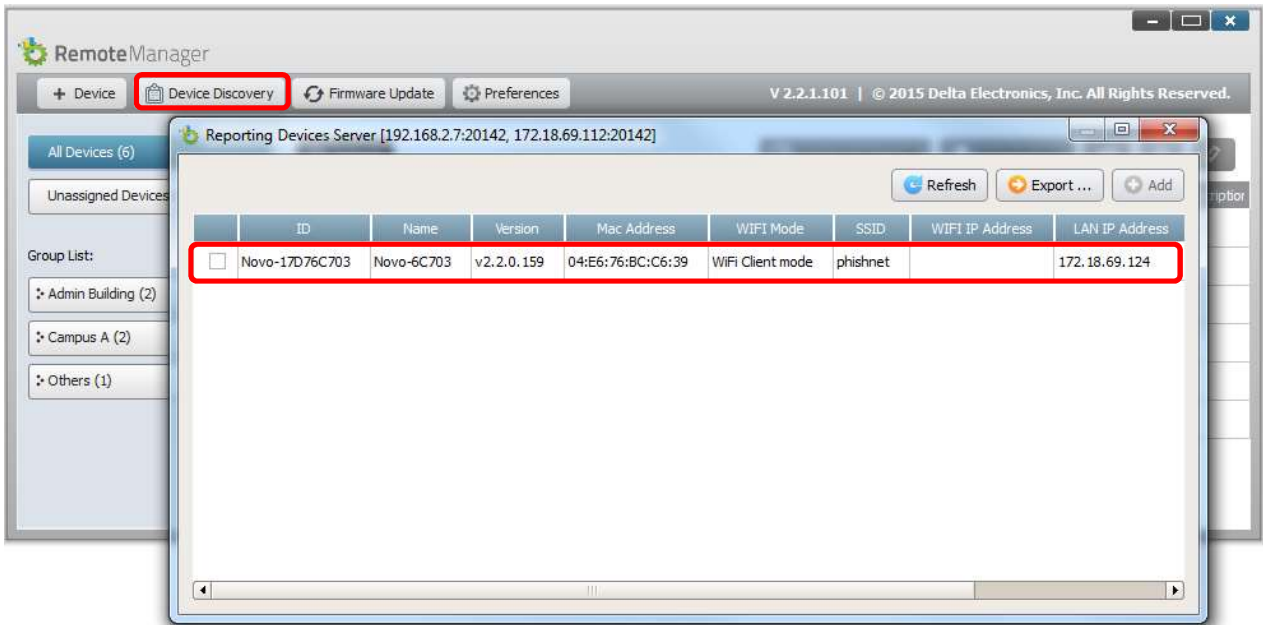 RemoteManager
+ Device Device Discovery Firmware Update Preferences V 2.2.1.101 | © 2015 Delta Electronics, Inc. All Rights Reserved.
Reporting Devices Server [192.168.2.7:20142, 172.18.69.112:20142]
All Devices (6)
Refresh Export ... Add
Unassigned Devices
ID Name Version Mac Address WIFI Mode SSID WIFI IP Address LAN IP Address
Group List:
Novo-17D76C703 Novo-6C703 v2.2.0.159 04:E6:76:BC:C6:39 WiFi Client mode phishnet 172.18.69.124
Admin Building (2)
Campus A (2)
Others (1)